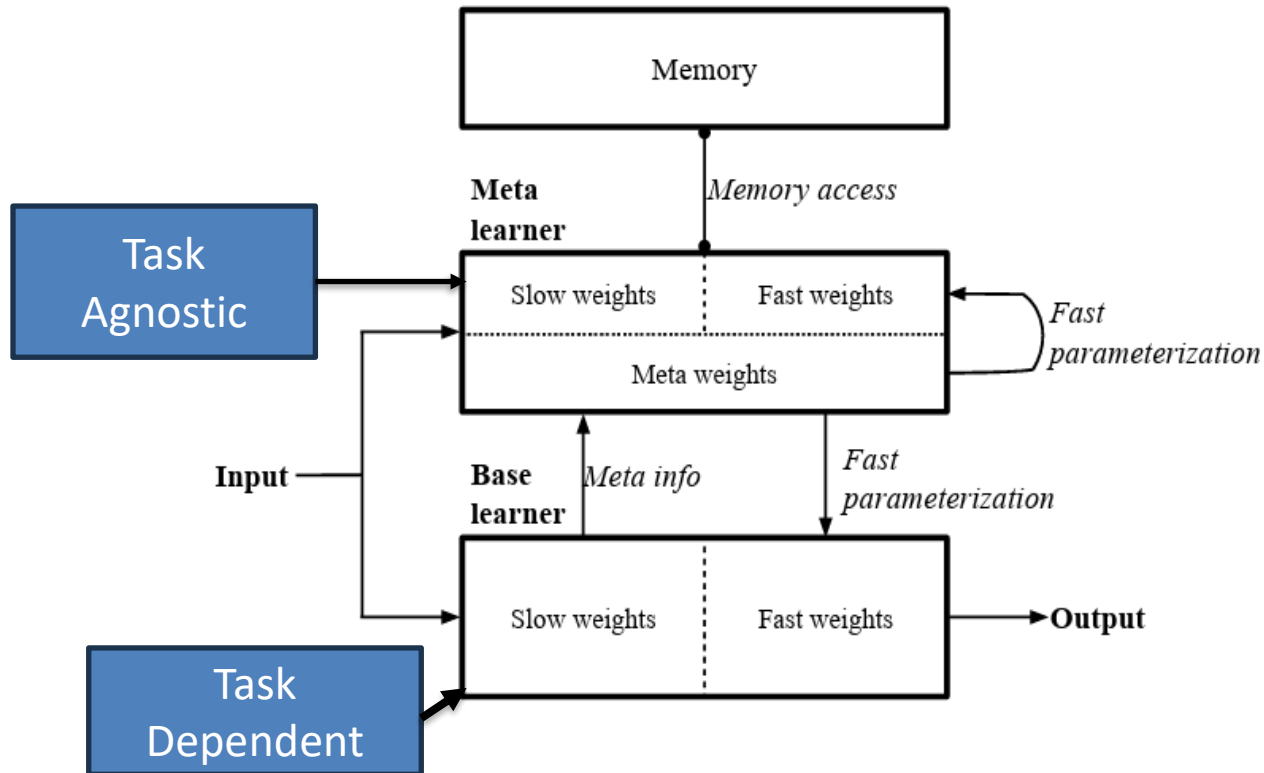 Memory
Meta
learner
Memory access
Task
Agnostic
Slow weights
Fast weights
Fast
parameterization
Meta weights
Input
Base
learner
Meta info
Fast
parameterization
Slow weights
Fast weights
Output
Task
Dependent